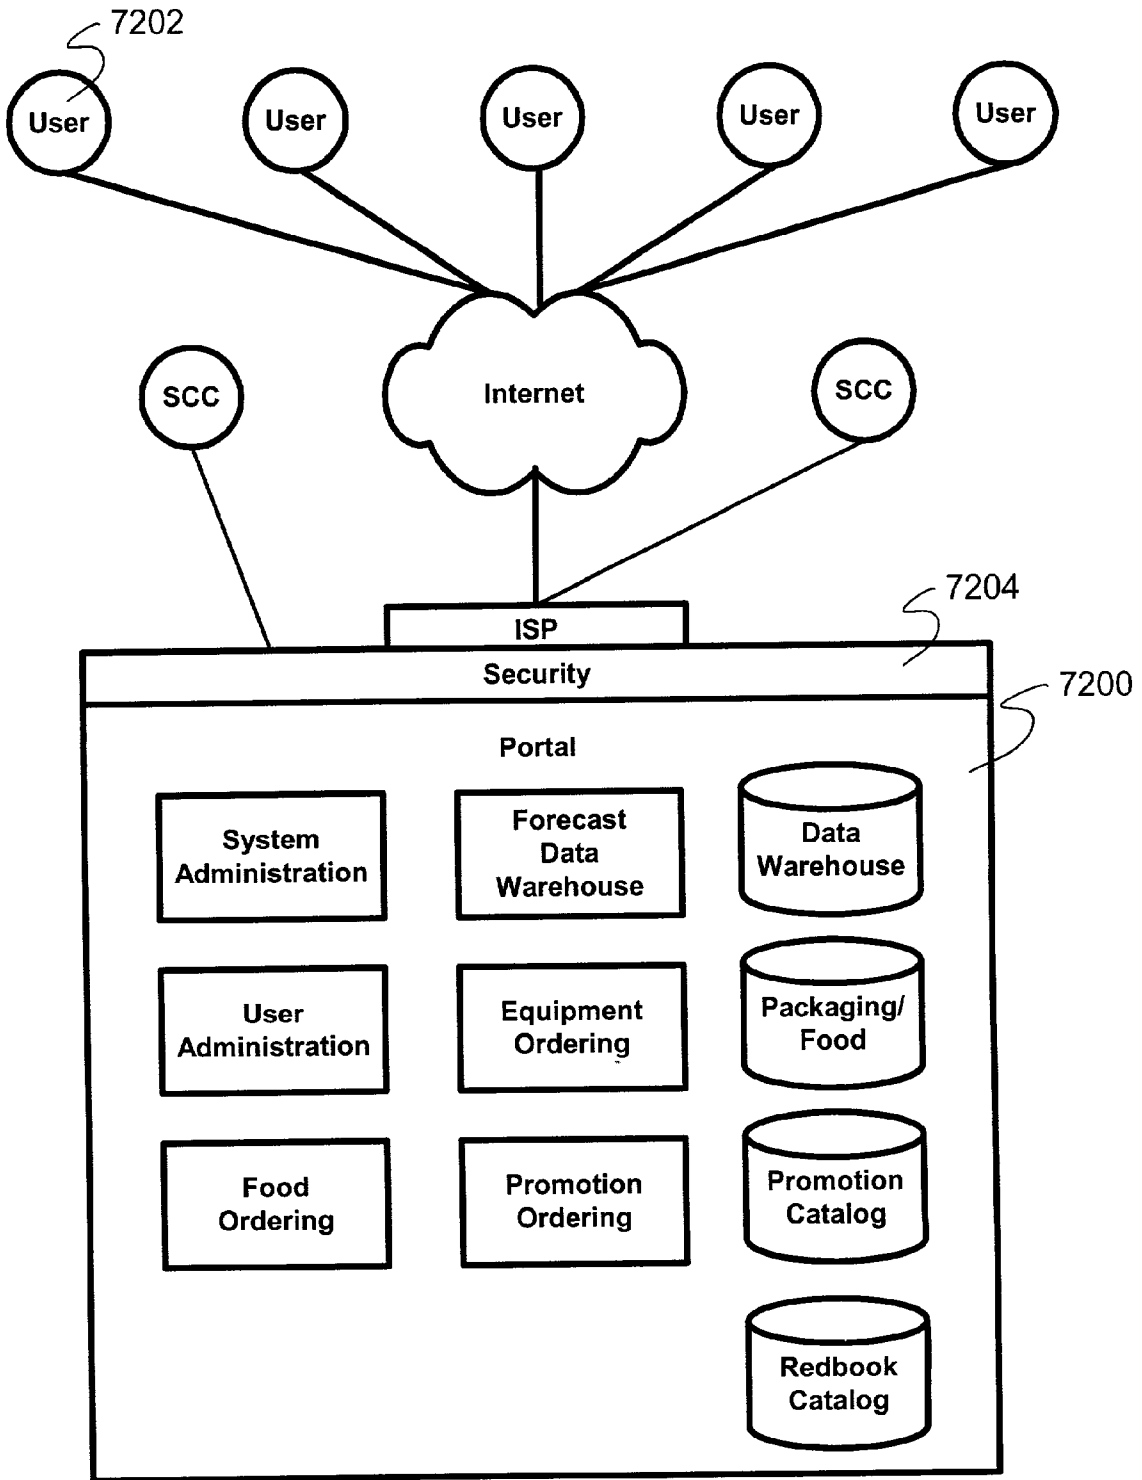 7202
User
User
User
User
User
SCC
Internet
SCC
7204
ISP
Security
7200
Portal
System
Administration
Forecast
Data
Warehouse
Data
Warehouse
User
Administration
Equipment
Ordering
Packaging/
Food
Food
Ordering
Promotion
Ordering
Promotion
Catalog
Redbook
Catalog